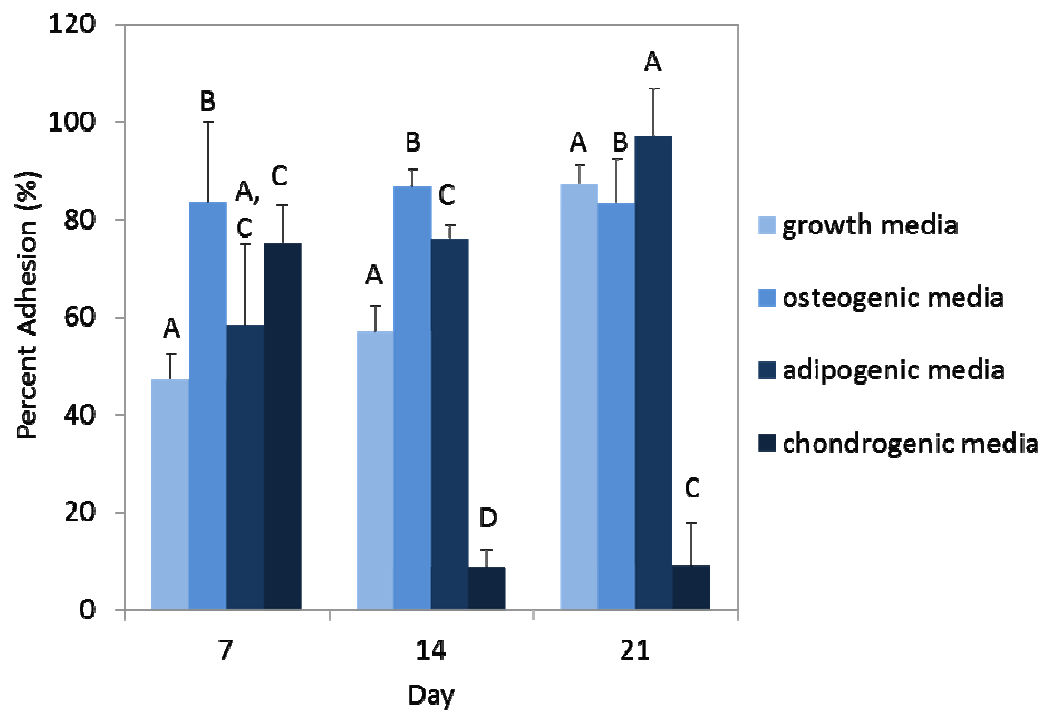 Percent Adhesion (%)
120
100
80
60
40
20
0
A
B
A,
C
C
A
B
C
D
A
B
A
C
7
14
21
Day
growth media
osteogenic media
adipogenic media
chondrogenic media